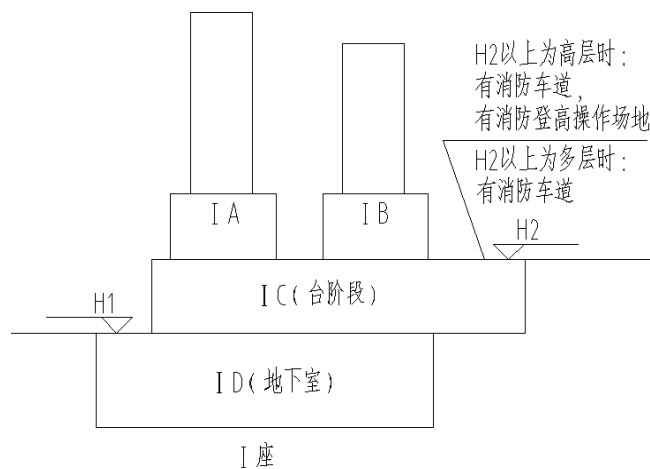 H2以上为高层时:
有消防车道,
有消防登高操作场地
H2以上为多层时:
有消防车道
ⅠA
ⅠB
H2
ⅠC(台阶段)
H1
ⅠD(地下室)
Ⅰ座